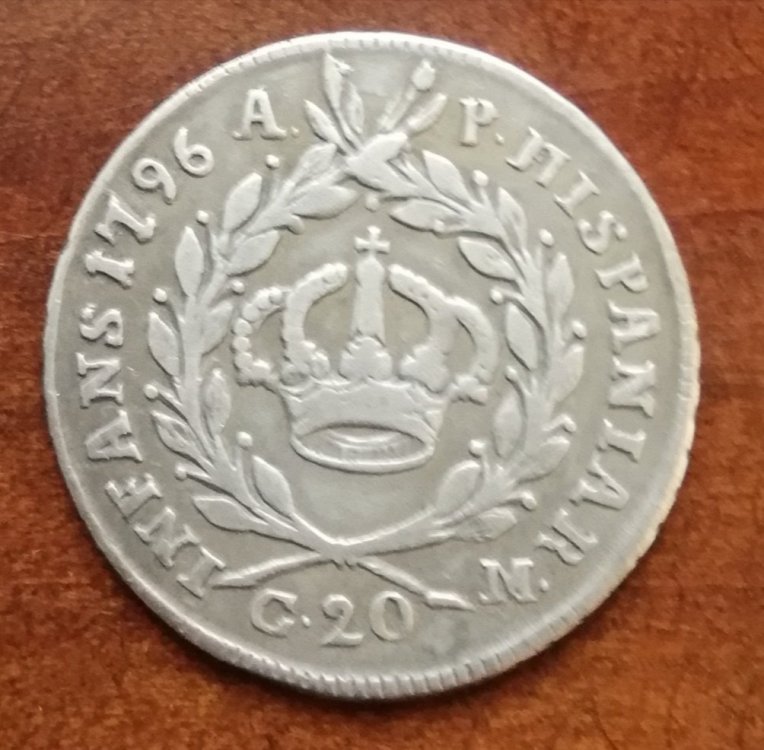 HISPANIAR. INFANS 1796
A. P.
M.
C. 20